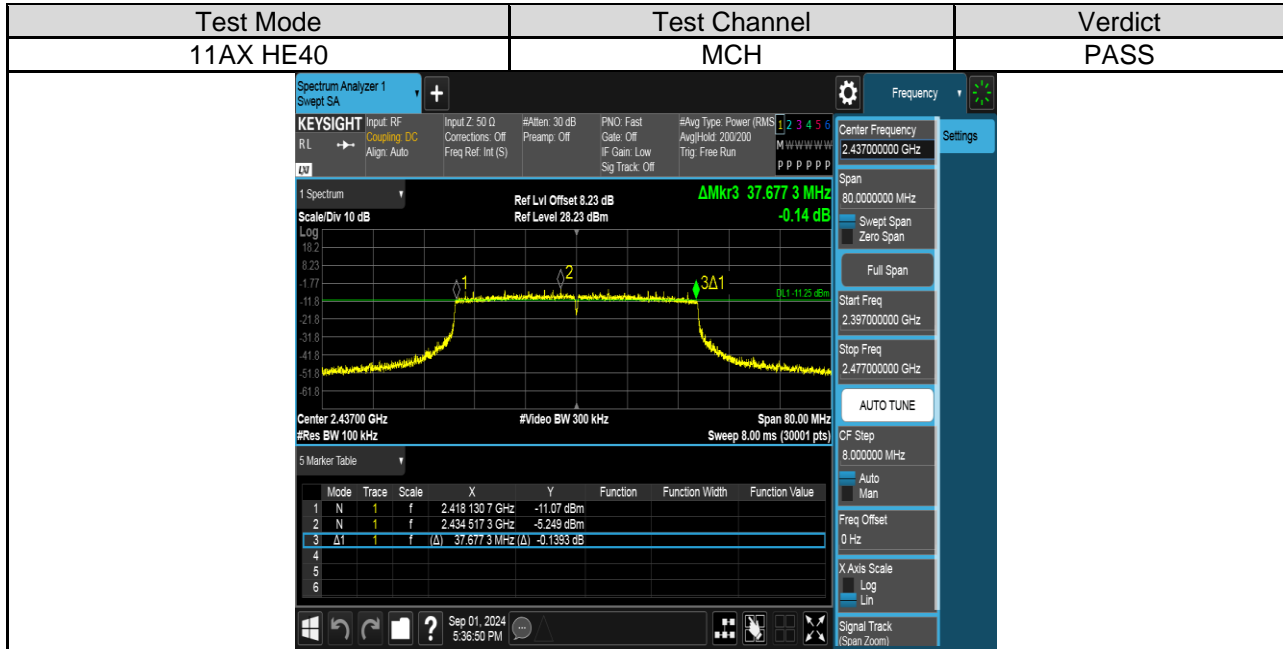 Test Mode Test Channel Verdict
11AX HE40 MCH PASS
Spectrum Analyzer 1
Swept SA
+
Frequency
KEYSIGHT Input: RF Input Z: 50 Ω #Atten: 30 dB PNO: Fast #Avg Type: Power (RMS 1 2 3 4 5 6
RL Coupling: DC Corrections: Off Preamp: Off Gate: Off Avg|Hold: 200/200 M W W W W W
Align: Auto Freq Ref: Int (S) IF Gain: Low Trig: Free Run
LXI Sig Track: Off P P P P P P
1 Spectrum
Ref Lvl Offset 8.23 dB ΔMkr3 37.677 3 MHz
Scale/Div 10 dB Ref Level 28.23 dBm -0.14 dB
Log
18.2
8.23
-1.77
-11.8
-21.8
-31.8
-41.8
-51.8
-61.8
1
2
3Δ1
DL1 -11.25 dBm
Center 2.43700 GHz #Video BW 300 kHz Span 80.00 MHz
#Res BW 100 kHz Sweep 8.00 ms (30001 pts)
5 Marker Table
Mode Trace Scale X Y Function Function Width Function Value
1 N 1 f 2.418 130 7 GHz -11.07 dBm
2 N 1 f 2.434 517 3 GHz -5.249 dBm
3 Δ1 1 f (Δ) 37.677 3 MHz (Δ) -0.1393 dB
4
5
6
?
Sep 01, 2024
5:36:50 PM
Center Frequency
2.437000000 GHz
Settings
Span
80.0000000 MHz
Swept Span
Zero Span
Full Span
Start Freq
2.397000000 GHz
Stop Freq
2.477000000 GHz
AUTO TUNE
CF Step
8.000000 MHz
Auto
Man
Freq Offset
0 Hz
X Axis Scale
Log
Lin
Signal Track
(Span Zoom)